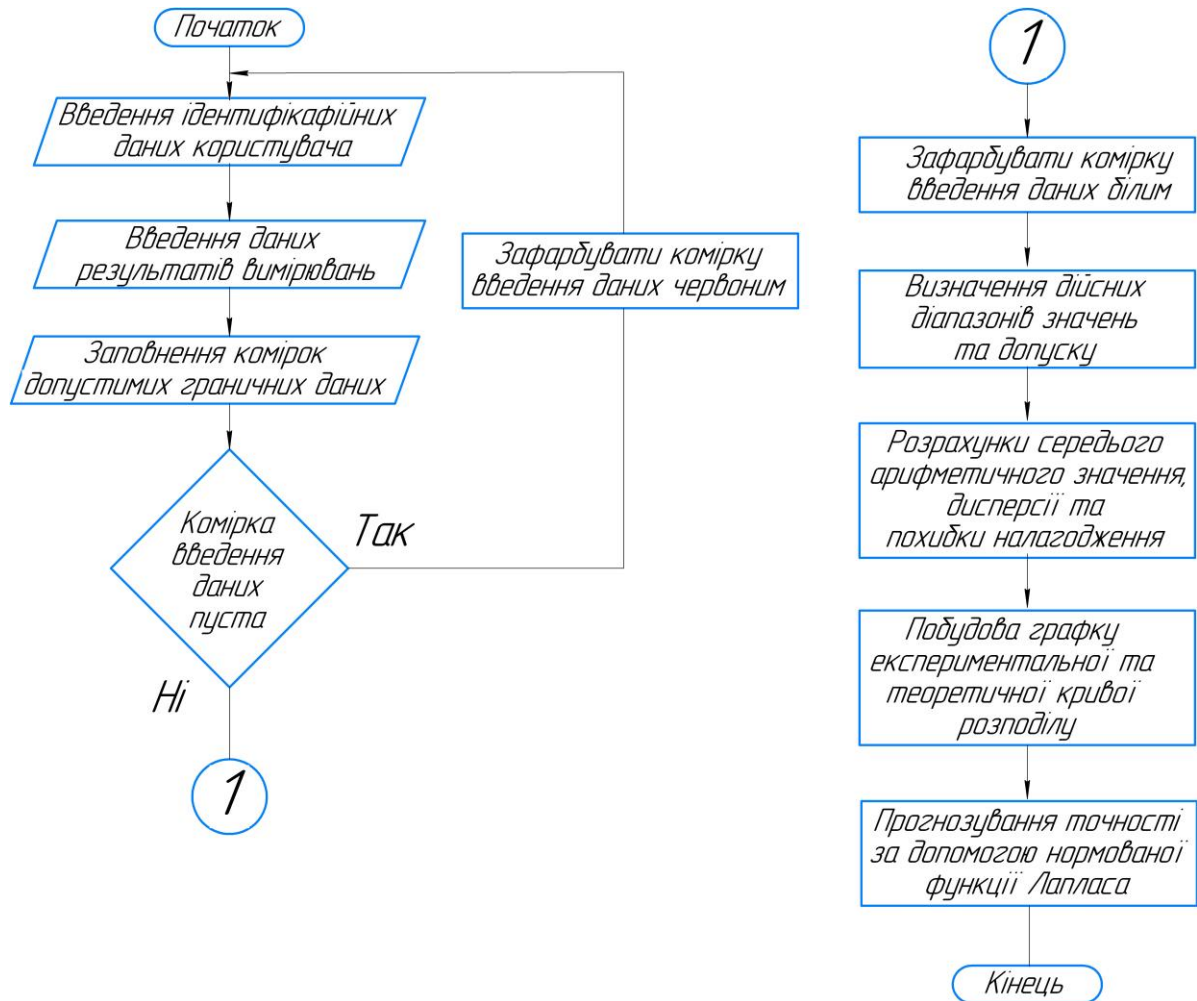 Початок
Введення ідентифікафійних
даних користувача
Введення даних
результатів вимірювань
Заповнення комірок
допустимих граничних даних
Комірка
введення
даних
пуста
Так
Ні
1
Зафарбувати комірку
введення даних червоним
1
Зафарбувати комірку
введення даних білим
Визначення дійсних
діапазонів значень
та допуску
Розрахунки середього
арифметичного значення,
дисперсії та
похибки налагодження
Побудова графку
експериментальної та
теоретичної кривої
розподілу
Прогнозування точності
за допомогою нормованої
функції Лапласа
Кінець